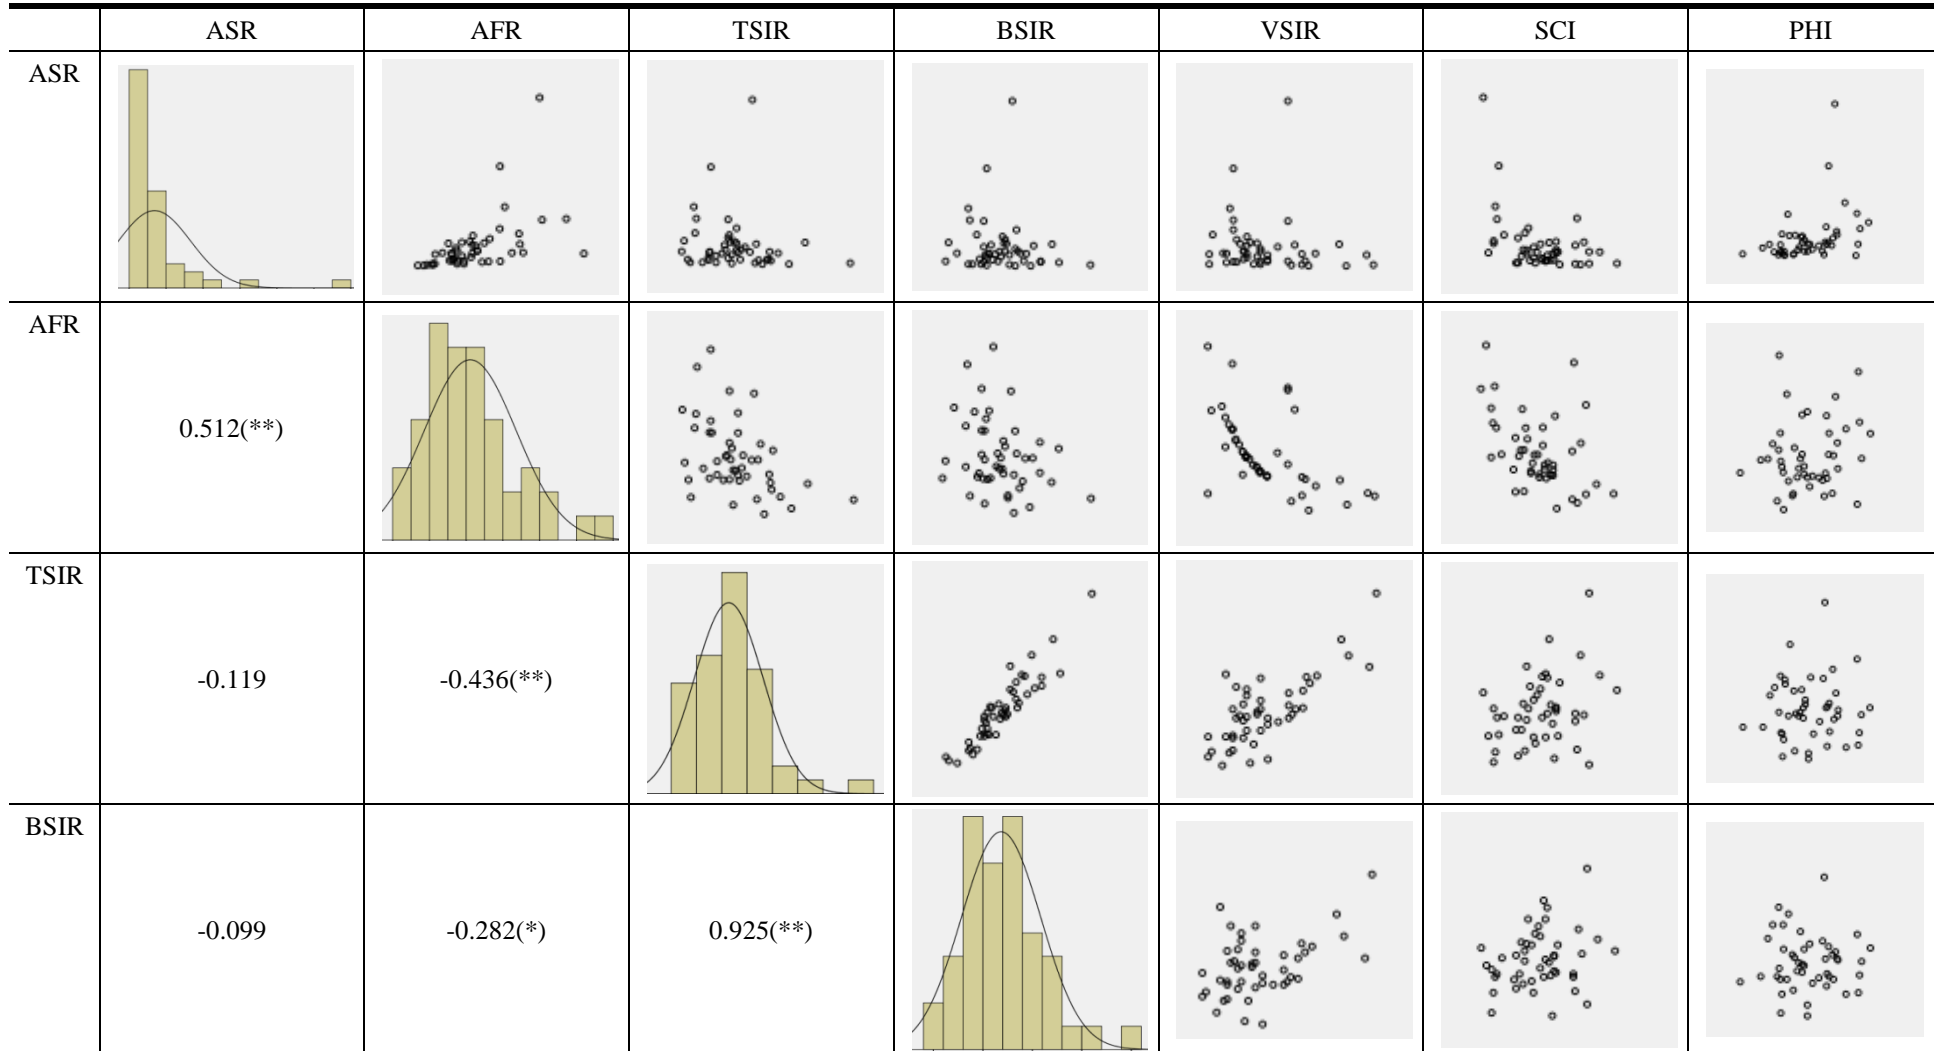 ASR AFR TSIR BSIR VSIR SCI PHI
ASR
AFR
0.512(**)
TSIR
-0.119 -0.436(**)
BSIR
-0.099 -0.282(*) 0.925(**)